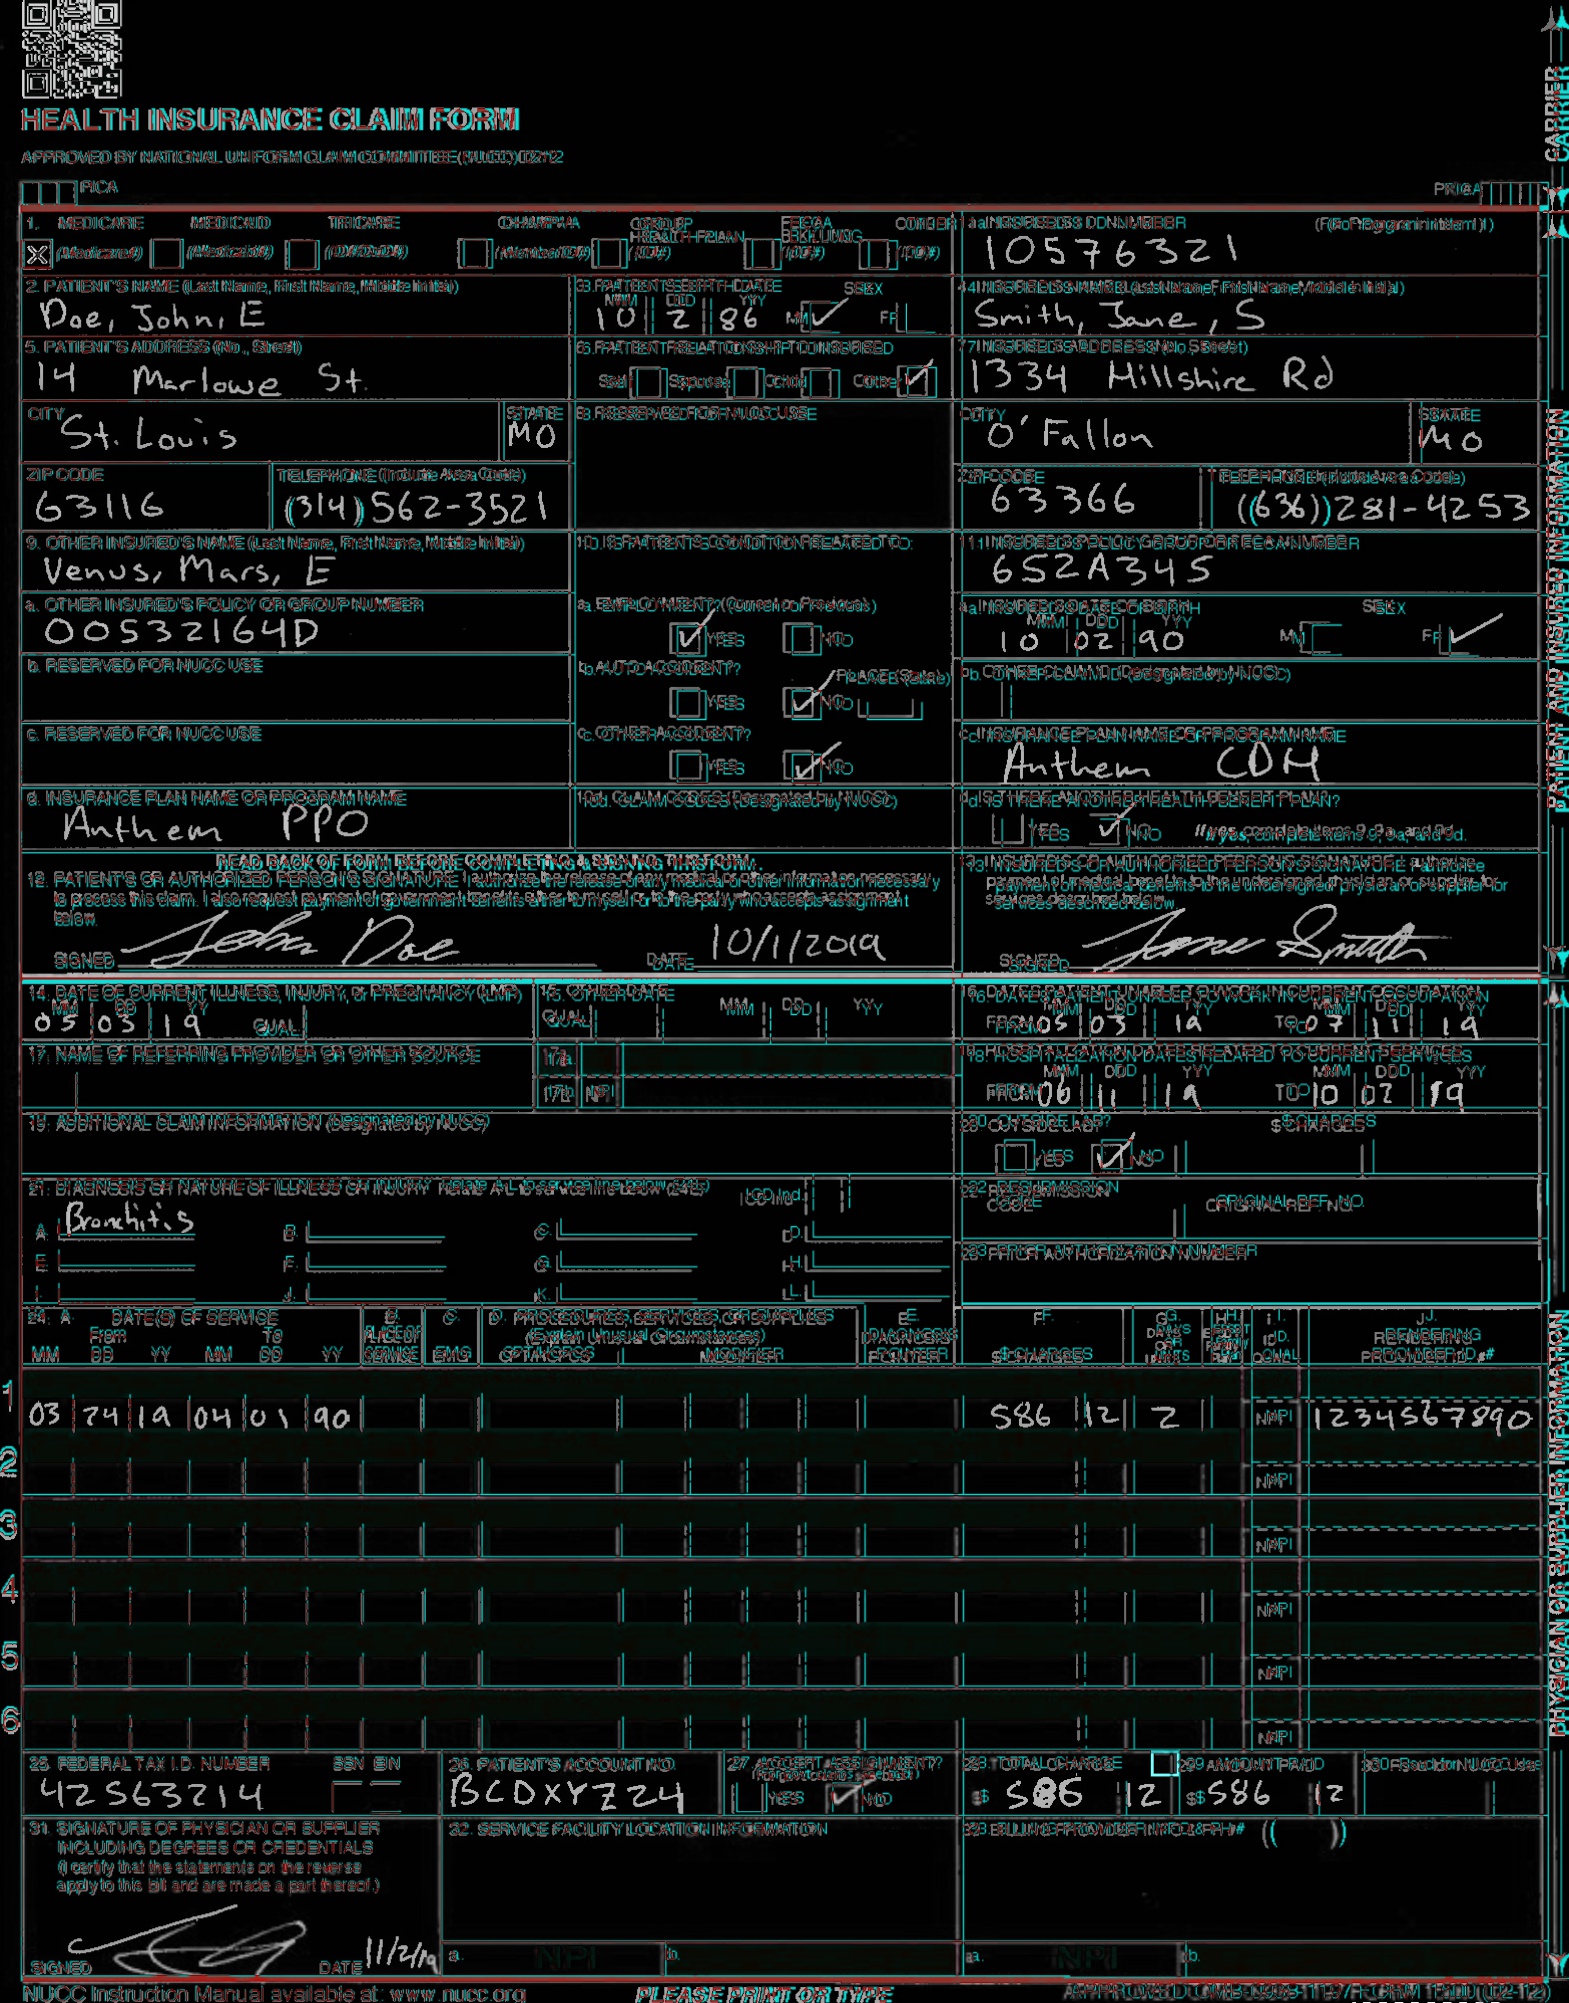 HEALTH INSURANCE CLAIM FORM
APPROVED BY NATIONAL UNIFORM CLAIM COMMITTEE (NUCC) 02/12
PICA PICA
CARRIER
1. MEDICARE MEDICAID TRICARE CHAMPVA GROUP HEALTH PLAN FECA BLK LUNG OTHER 1a. INSURED'S I.D. NUMBER (For Program in Item 1)
X (Medicare#) (Medicaid#) (ID#/DoD#) (Member ID#) (ID#) (ID#) (ID#) 10576321
2. PATIENT'S NAME (Last Name, First Name, Middle Initial) 3. PATIENT'S BIRTH DATE SEX 4. INSURED'S NAME (Last Name, First Name, Middle Initial)
MM DD YY
Doe, John, E 10 2 86 M ✓ F Smith, Jane, S
5. PATIENT'S ADDRESS (No., Street) 6. PATIENT RELATIONSHIP TO INSURED 7. INSURED'S ADDRESS (No., Street)
14 Marlowe St. Self Spouse Child Other ✓ 1334 Hillshire Rd
CITY STATE 8. RESERVED FOR NUCC USE CITY STATE
St. Louis MO O'Fallon MO
ZIP CODE TELEPHONE (Include Area Code) ZIP CODE TELEPHONE (Include Area Code)
63116 (314) 562-3521 63366 (636) 281-4253
9. OTHER INSURED'S NAME (Last Name, First Name, Middle Initial) 10. IS PATIENT'S CONDITION RELATED TO: 11. INSURED'S POLICY GROUP OR FECA NUMBER
Venus, Mars, E 652A345
a. OTHER INSURED'S POLICY OR GROUP NUMBER a. EMPLOYMENT? (Current or Previous) a. INSURED'S DATE OF BIRTH SEX
MM DD YY
00532164D ✓ YES NO 10 02 90 M F ✓
b. RESERVED FOR NUCC USE b. AUTO ACCIDENT? PLACE (State) b. OTHER CLAIM ID (Designated by NUCC)
YES ✓ NO
c. RESERVED FOR NUCC USE c. OTHER ACCIDENT? c. INSURANCE PLAN NAME OR PROGRAM NAME
YES ✓ NO Anthem CDH
d. INSURANCE PLAN NAME OR PROGRAM NAME 10d. CLAIM CODES (Designated by NUCC) d. IS THERE ANOTHER HEALTH BENEFIT PLAN?
Anthem PPO YES ✓ NO If yes, complete items 9, 9a, and 9d.
READ BACK OF FORM BEFORE COMPLETING & SIGNING THIS FORM.
12. PATIENT'S OR AUTHORIZED PERSON'S SIGNATURE I authorize the release of any medical or other information necessary
to process this claim. I also request payment of government benefits either to myself or to the party who accepts assignment
below.
SIGNED John Doe DATE 10/1/2019
13. INSURED'S OR AUTHORIZED PERSON'S SIGNATURE I authorize
payment of medical benefits to the undersigned physician or supplier for
services described below.
SIGNED Jane Smith
PATIENT AND INSURED INFORMATION
14. DATE OF CURRENT ILLNESS, INJURY, or PREGNANCY (LMP) 15. OTHER DATE 16. DATES PATIENT UNABLE TO WORK IN CURRENT OCCUPATION
MM DD YY MM DD YY MM DD YY MM DD YY
05 03 19 QUAL. QUAL. FROM 05 03 19 TO 07 11 19
17. NAME OF REFERRING PROVIDER OR OTHER SOURCE 17a. 18. HOSPITALIZATION DATES RELATED TO CURRENT SERVICES
MM DD YY MM DD YY
17b. NPI FROM 06 11 19 TO 10 02 19
19. ADDITIONAL CLAIM INFORMATION (Designated by NUCC) 20. OUTSIDE LAB? $ CHARGES
YES ✓ NO
21. DIAGNOSIS OR NATURE OF ILLNESS OR INJURY Relate A-L to service line below (24E) ICD Ind. 22. RESUBMISSION CODE ORIGINAL REF. NO.
A. Bronchitis B. C. D.
E. F. G. H. 23. PRIOR AUTHORIZATION NUMBER
I. J. K. L.
24. A. DATE(S) OF SERVICE B. C. D. PROCEDURES, SERVICES, OR SUPPLIES E. F. G. H. I. J.
From To PLACE OF SERVICE EMG (Explain Unusual Circumstances) DIAGNOSIS POINTER $ CHARGES DAYS OR UNITS EPSDT Family Plan ID. QUAL. RENDERING PROVIDER ID. #
MM DD YY MM DD YY CPT/HCPCS MODIFIER
1 03 24 19 04 01 90 586 12 2 NPI 1234567890
2 NPI
3 NPI
4 NPI
5 NPI
6 NPI
PHYSICIAN OR SUPPLIER INFORMATION
25. FEDERAL TAX I.D. NUMBER SSN EIN 26. PATIENT'S ACCOUNT NO. 27. ACCEPT ASSIGNMENT? 28. TOTAL CHARGE 29. AMOUNT PAID 30. Rsvd for NUCC Use
42563214 BCDXYZ24 YES ✓ NO $ 586 12 $ 586 12
31. SIGNATURE OF PHYSICIAN OR SUPPLIER 32. SERVICE FACILITY LOCATION INFORMATION 33. BILLING PROVIDER INFO & PH # ( )
INCLUDING DEGREES OR CREDENTIALS
(I certify that the statements on the reverse
apply to this bill and are made a part thereof.)
SIGNED DATE 11/2/19 a. NPI b. a. NPI b.
NUCC Instruction Manual available at: www.nucc.org PLEASE PRINT OR TYPE